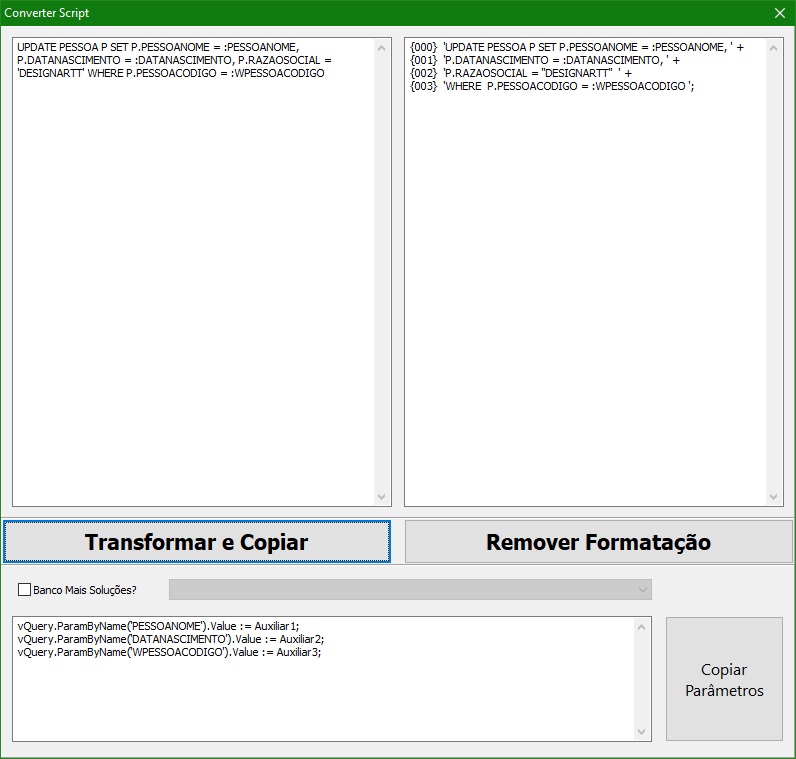 Converter Script
UPDATE PESSOA P SET P.PESSOANOME = :PESSOANOME,
P.DATANASCIMENTO = :DATANASCIMENTO, P.RAZAOSOCIAL =
'DESIGNARTT' WHERE P.PESSOACODIGO = :WPESSOACODIGO
{000} 'UPDATE PESSOA P SET P.PESSOANOME = :PESSOANOME, ' +
{001} 'P.DATANASCIMENTO = :DATANASCIMENTO, ' +
{002} 'P.RAZAOSOCIAL = ''DESIGNARTT'' ' +
{003} 'WHERE P.PESSOACODIGO = :WPESSOACODIGO ';
Transformar e Copiar
Remover Formatação
Banco Mais Soluções?
vQuery.ParamByName('PESSOANOME').Value := Auxiliar1;
vQuery.ParamByName('DATANASCIMENTO').Value := Auxiliar2;
vQuery.ParamByName('WPESSOACODIGO').Value := Auxiliar3;
Copiar
Parâmetros